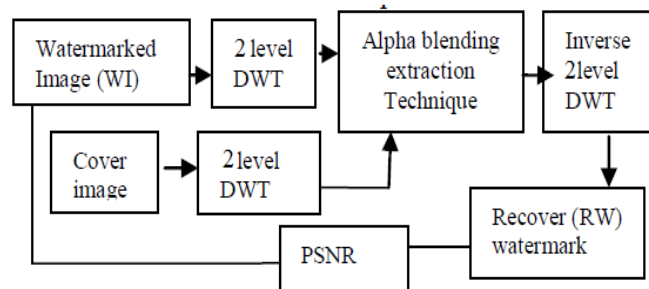 Watermarked
Image (WI)
2 level
DWT
Alpha blending
extraction
Technique
Inverse
2level
DWT
Cover
image
2 level
DWT
Recover (RW)
watermark
PSNR